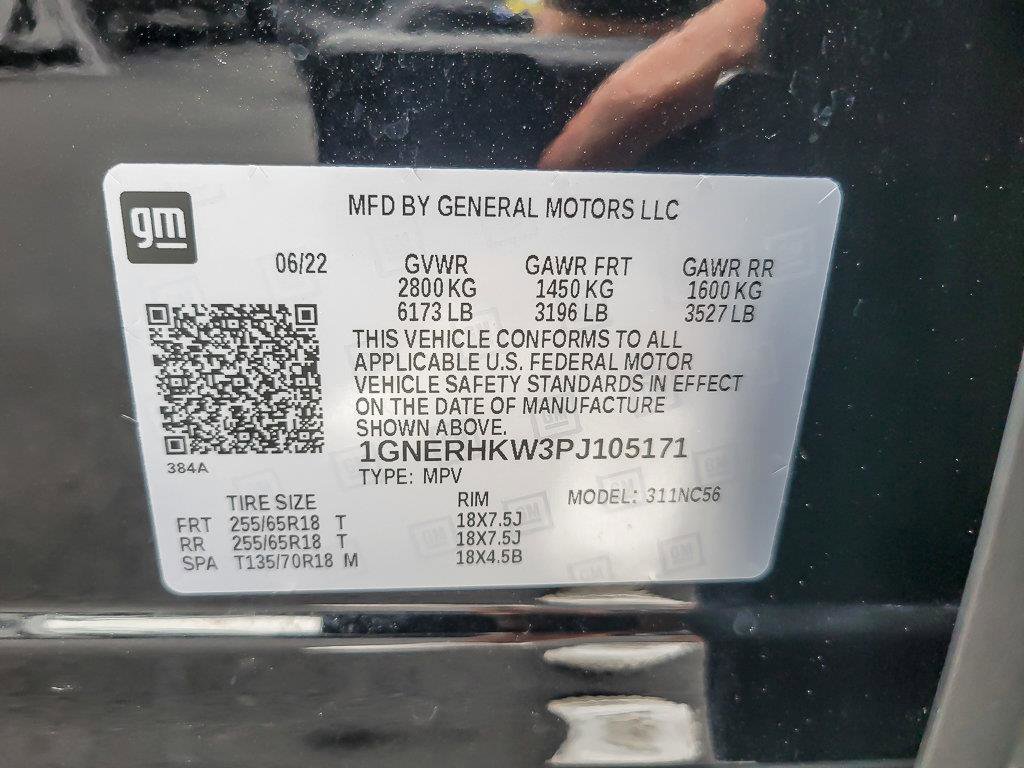 gm
MFD BY GENERAL MOTORS LLC
06/22 GVWR GAWR FRT GAWR RR
2800 KG 1450 KG 1600 KG
6173 LB 3196 LB 3527 LB
THIS VEHICLE CONFORMS TO ALL
APPLICABLE U.S. FEDERAL MOTOR
VEHICLE SAFETY STANDARDS IN EFFECT
ON THE DATE OF MANUFACTURE
SHOWN ABOVE.
1GNERHKW3PJ105171
384A
TYPE: MPV
TIRE SIZE RIM MODEL: 311NC56
FRT 255/65R18 T 18X7.5J
RR 255/65R18 T 18X7.5J
SPA T135/70R18 M 18X4.5B